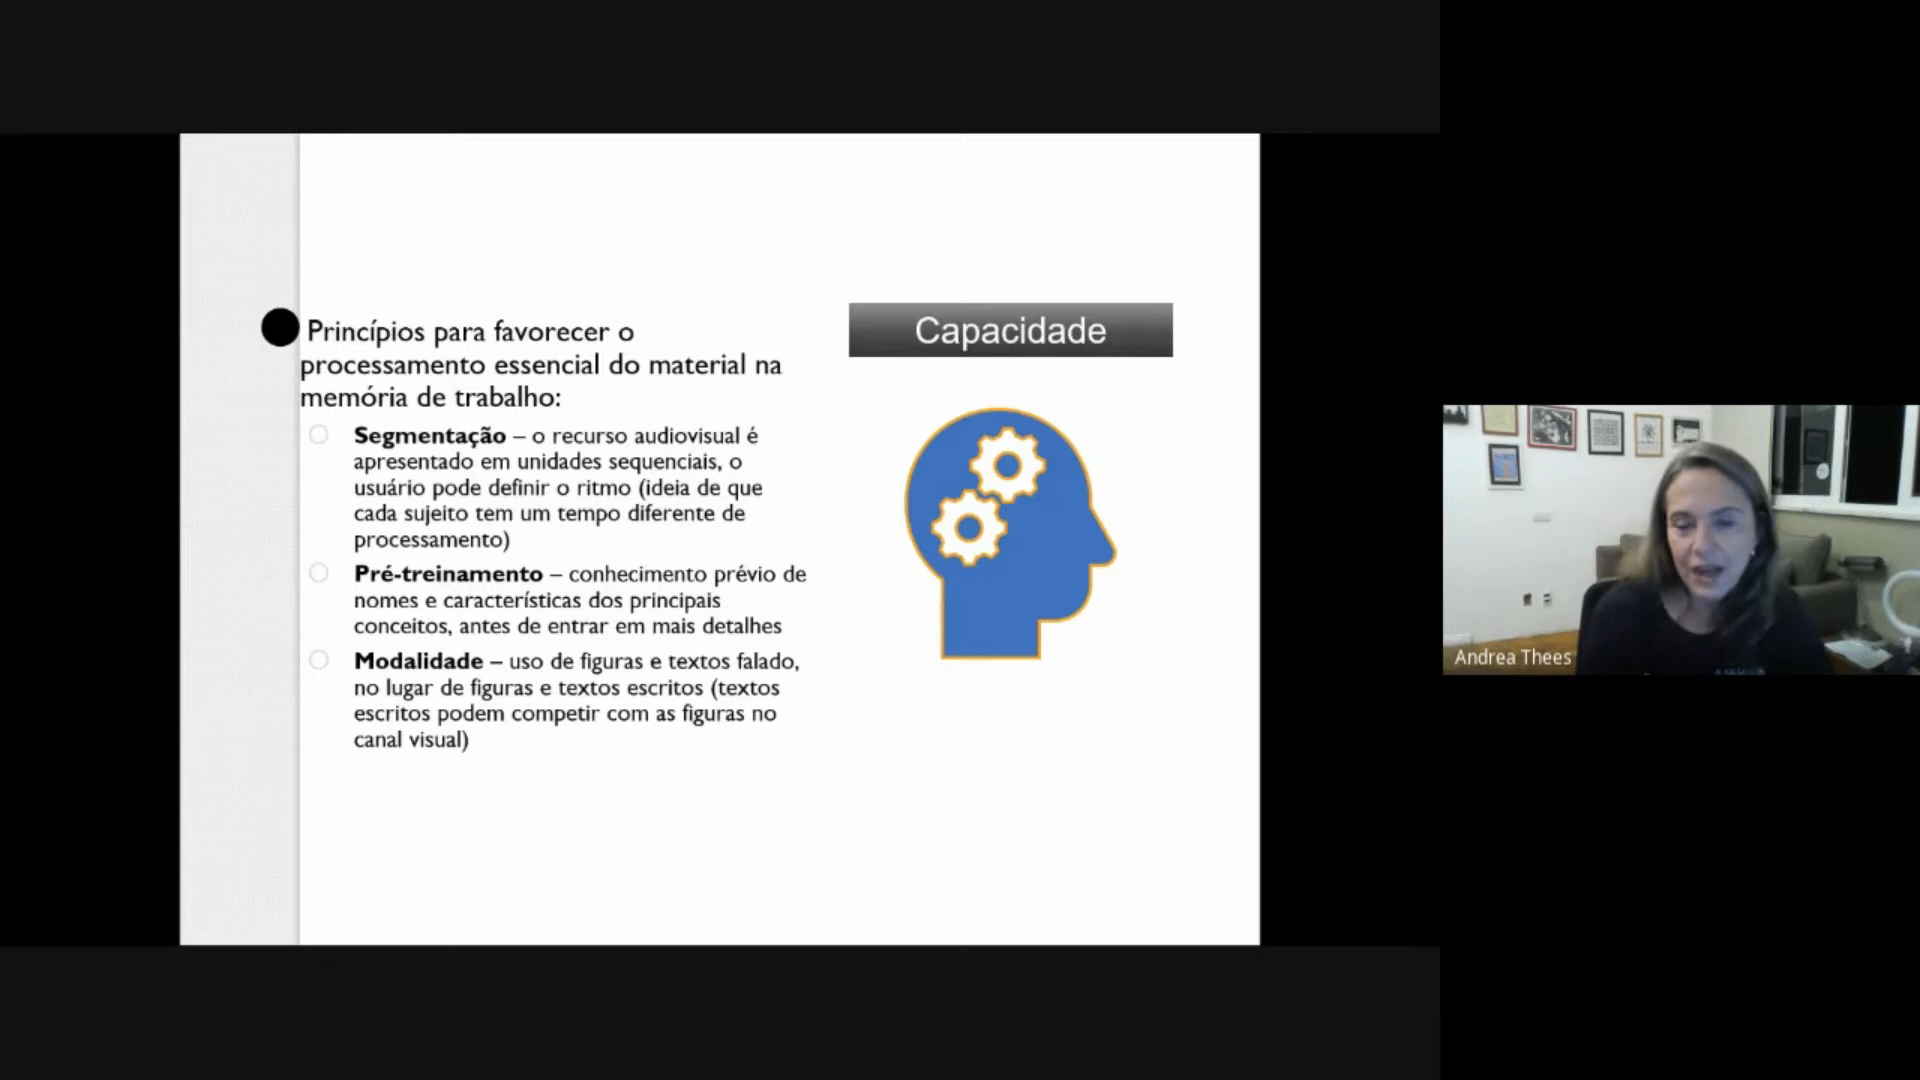 Princípios para favorecer o
processamento essencial do material na
memória de trabalho:
Segmentação – o recurso audiovisual é
apresentado em unidades sequenciais, o
usuário pode definir o ritmo (ideia de que
cada sujeito tem um tempo diferente de
processamento)
Pré-treinamento – conhecimento prévio de
nomes e características dos principais
conceitos, antes de entrar em mais detalhes
Modalidade – uso de figuras e textos falado,
no lugar de figuras e textos escritos (textos
escritos podem competir com as figuras no
canal visual)
Capacidade
Andrea Thees